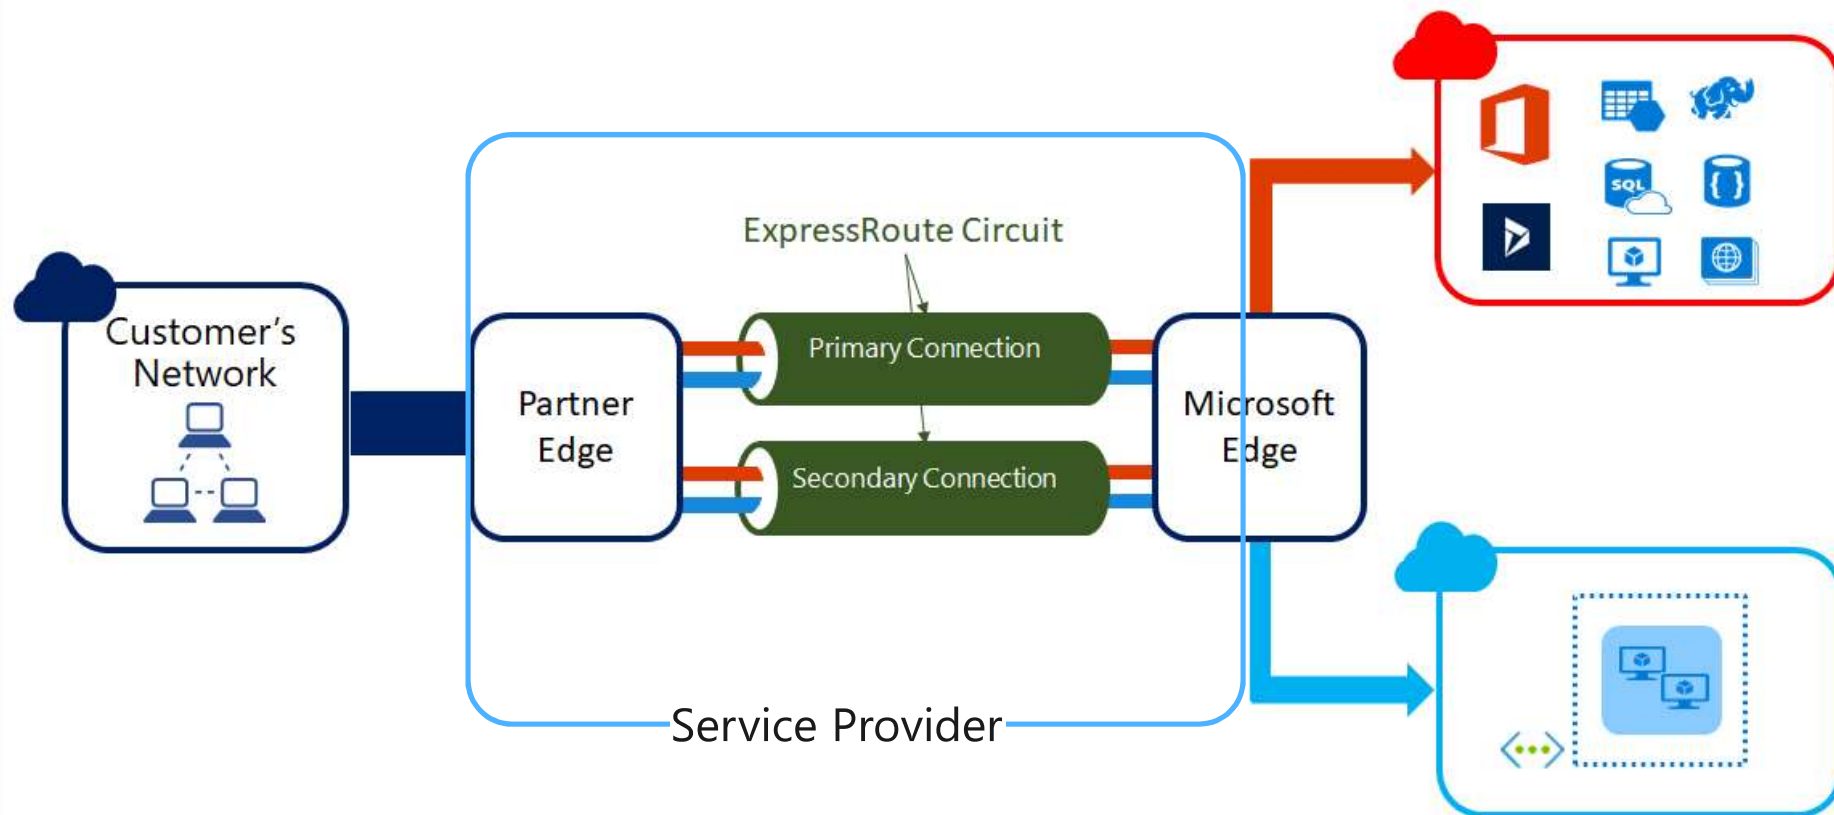 ExpressRoute Circuit
Customer's
Network
Partner
Edge
Primary Connection
Secondary Connection
Microsoft
Edge
SQL
Service Provider